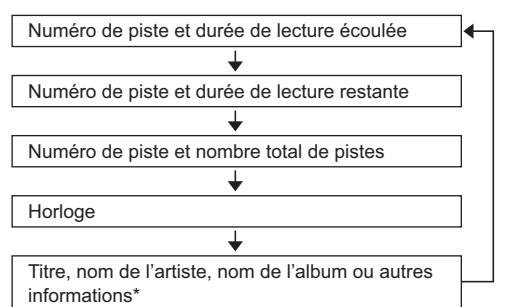 Numéro de piste et durée de lecture écoulée
Numéro de piste et durée de lecture restante
Numéro de piste et nombre total de pistes
Horloge
Titre, nom de l’artiste, nom de l’album ou autres
informations*